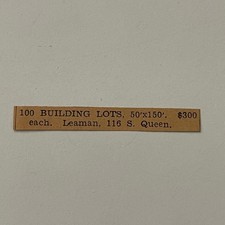 100 BUILDING LOTS, 50'x150', $300
each. Leaman, 116 S. Queen.